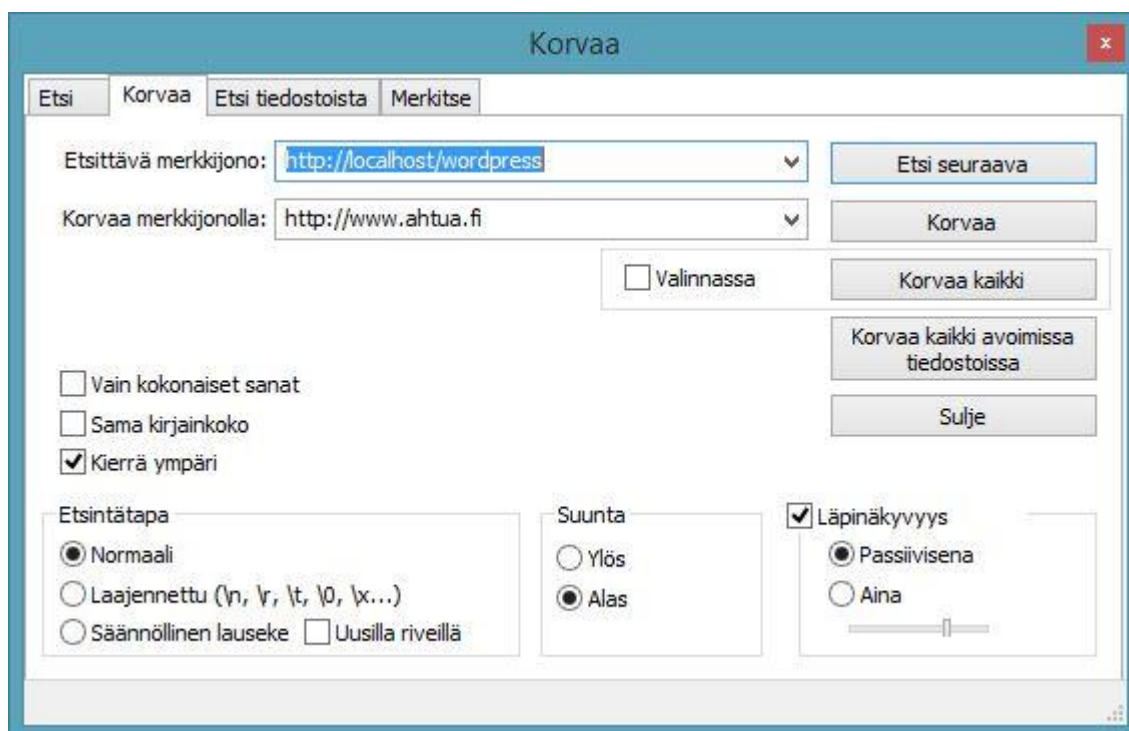 Korvaa
x
Etsi Korvaa Etsi tiedostoista Merkitse
Etsittävä merkkijono: http://localhost/wordpress Etsi seuraava
Korvaa merkkijonolla: http://www.ahtua.fi Korvaa
Valinnassa Korvaa kaikki
Korvaa kaikki avoimissa
tiedostoissa
Vain kokonaiset sanat
Sama kirjainkoko Sulje
Kierrä ympäri
Etsintätapa Suunta Läpinäkyvyys
Normaali Ylös Passiivisena
Laajennettu (\n, \r, \t, \0, \x...) Alas Aina
Säännöllinen lauseke Uusilla riveillä